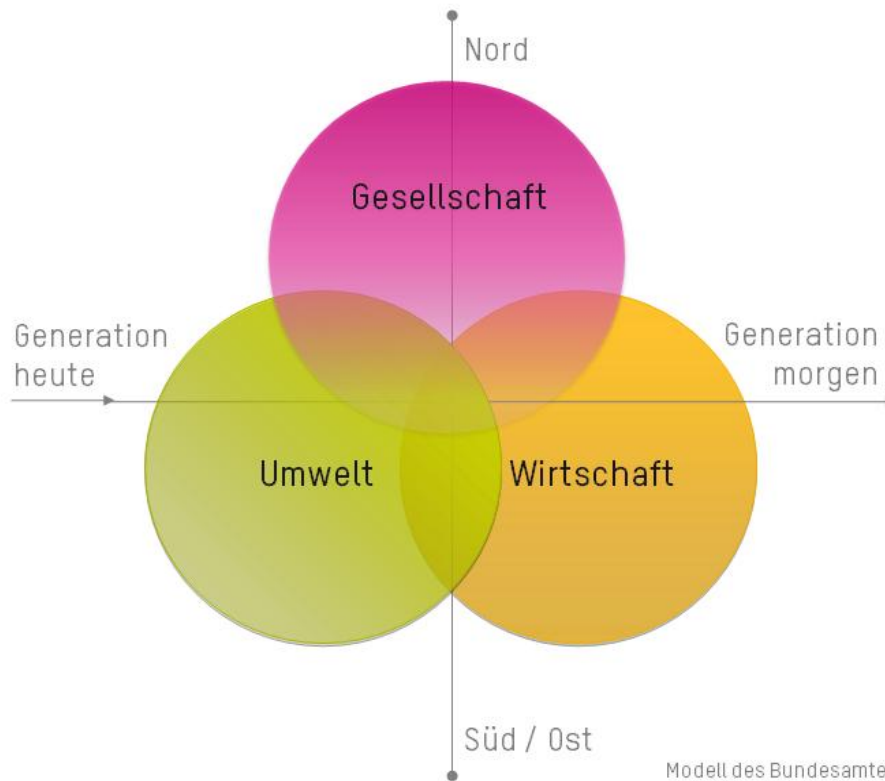 Nord
Gesellschaft
Generation
heute
Generation
morgen
Umwelt
Wirtschaft
Süd / Ost
Modell des Bundesamte